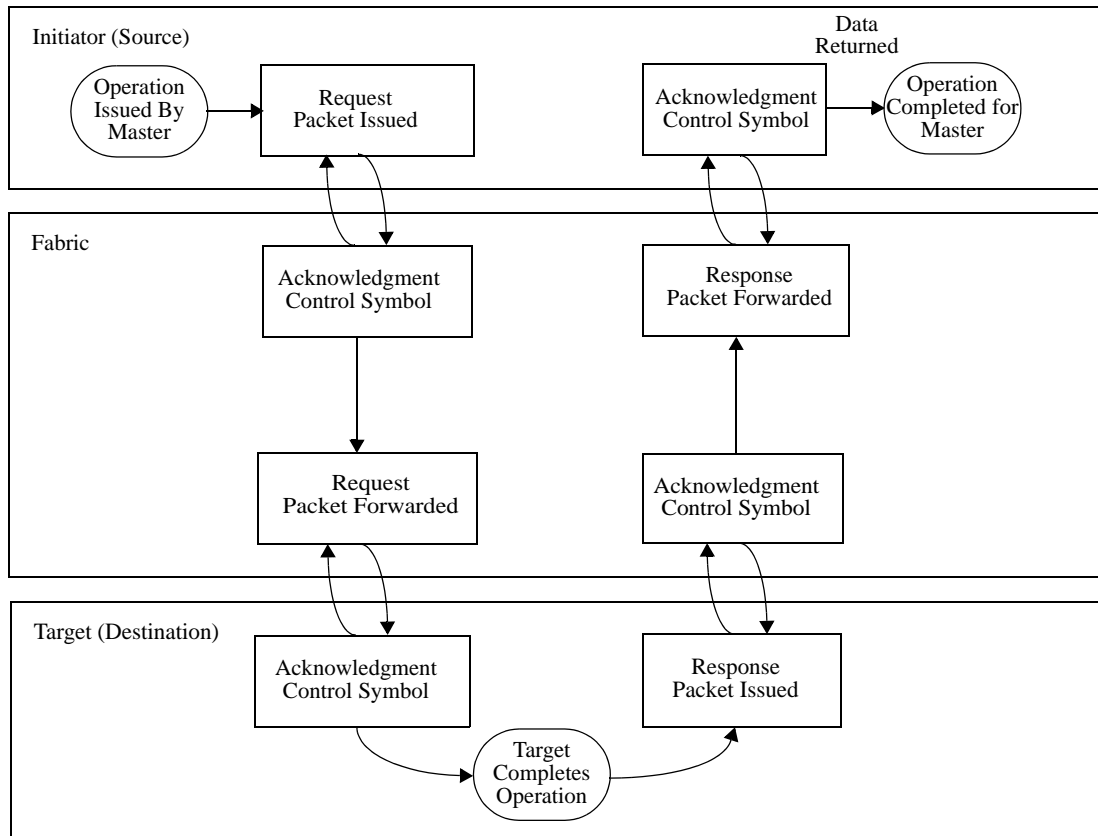 Initiator (Source)
Data
Returned
Operation
Issued By
Master
Request
Packet Issued
Acknowledgment
Control Symbol
Operation
Completed for
Master
Fabric
Acknowledgment
Control Symbol
Response
Packet Forwarded
Request
Packet Forwarded
Acknowledgment
Control Symbol
Target (Destination)
Acknowledgment
Control Symbol
Response
Packet Issued
Target
Completes
Operation